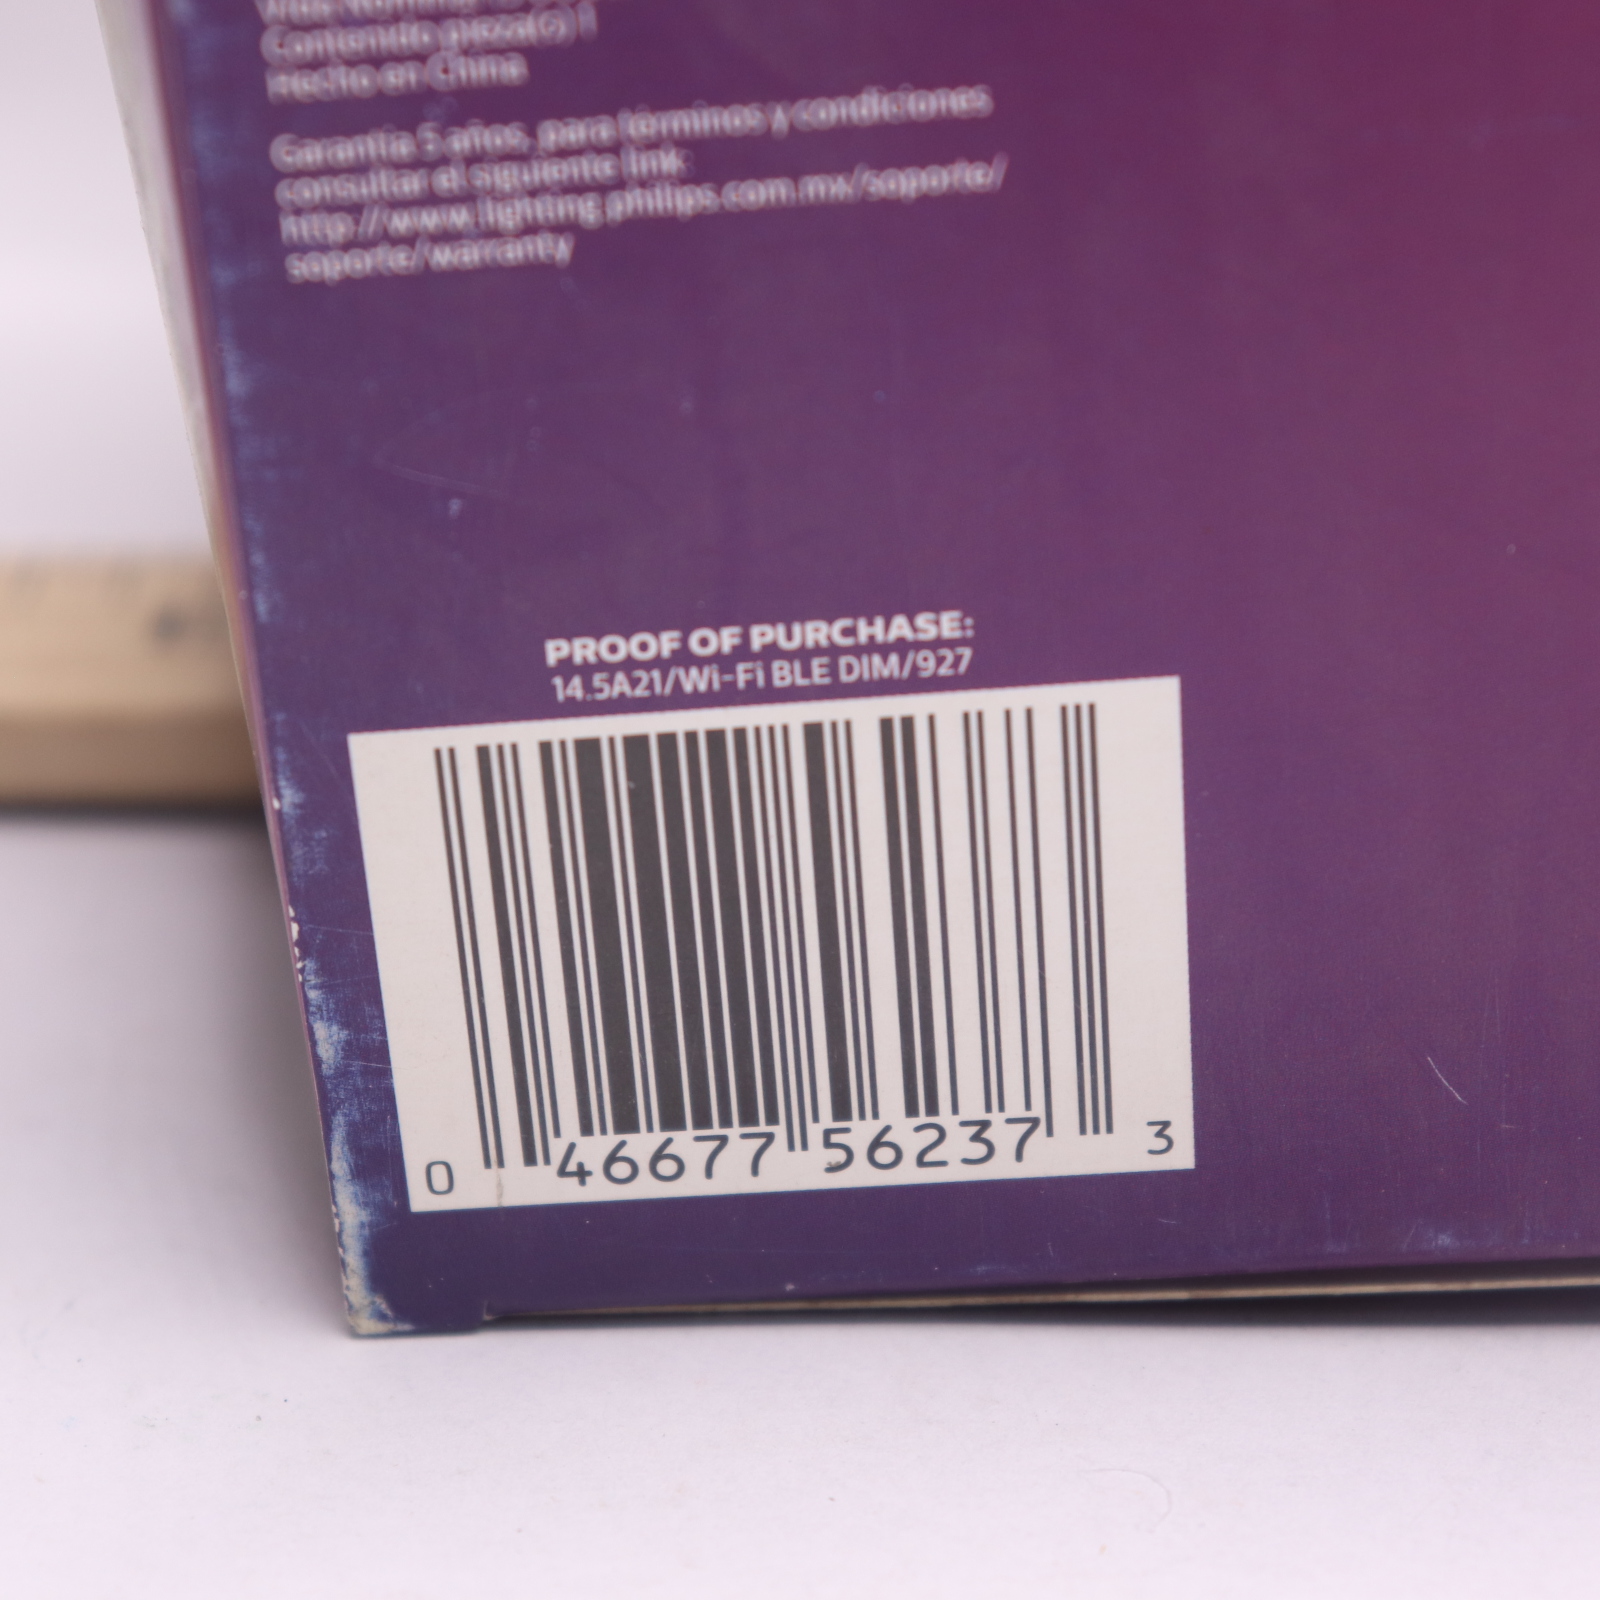 Contenido pieza(s) 1
Hecho en China
Garantía 5 años, para términos y condiciones
consultar el siguiente link:
http://www.lighting.philips.com.mx/soporte/
soporte/warranty
PROOF OF PURCHASE:
14.5A21/Wi-Fi BLE DIM/927
0 46677 56237 3